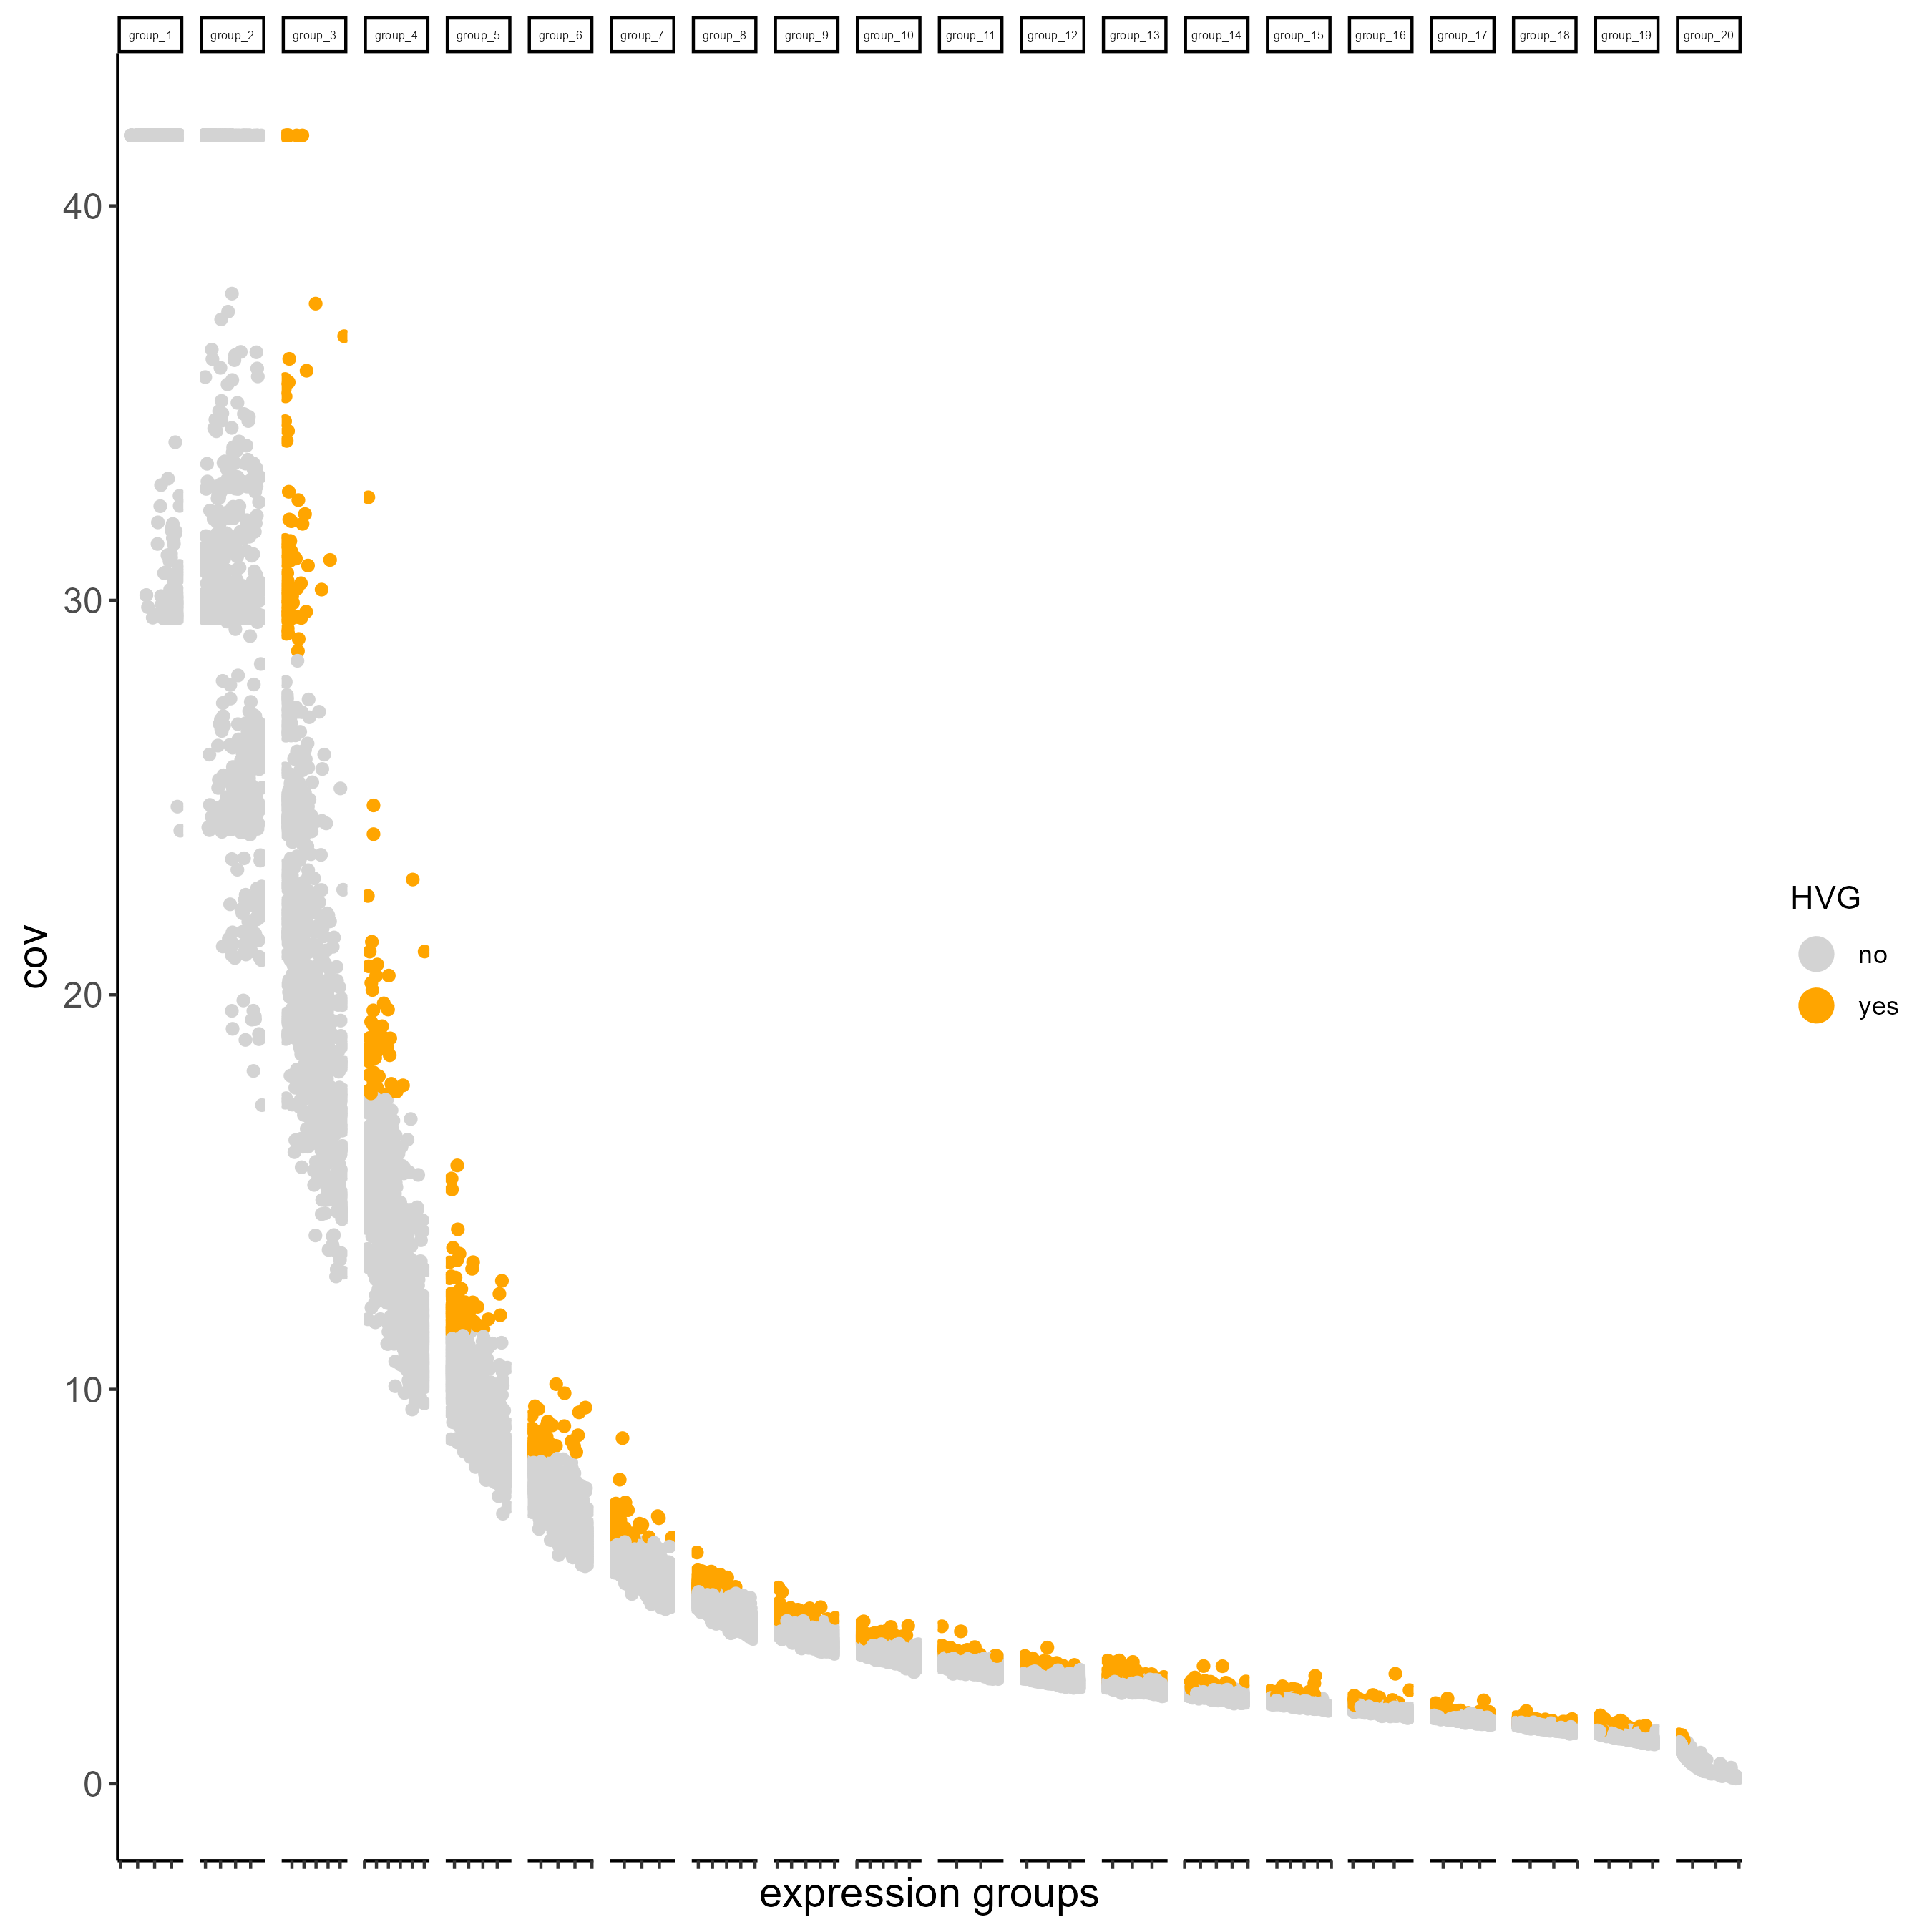 group_1 group_2 group_3 group_4 group_5 group_6 group_7 group_8 group_9 group_10 group_11 group_12 group_13 group_14 group_15 group_16 group_17 group_18 group_19 group_20
40
30
20
10
0
cov
expression groups
HVG
no
yes